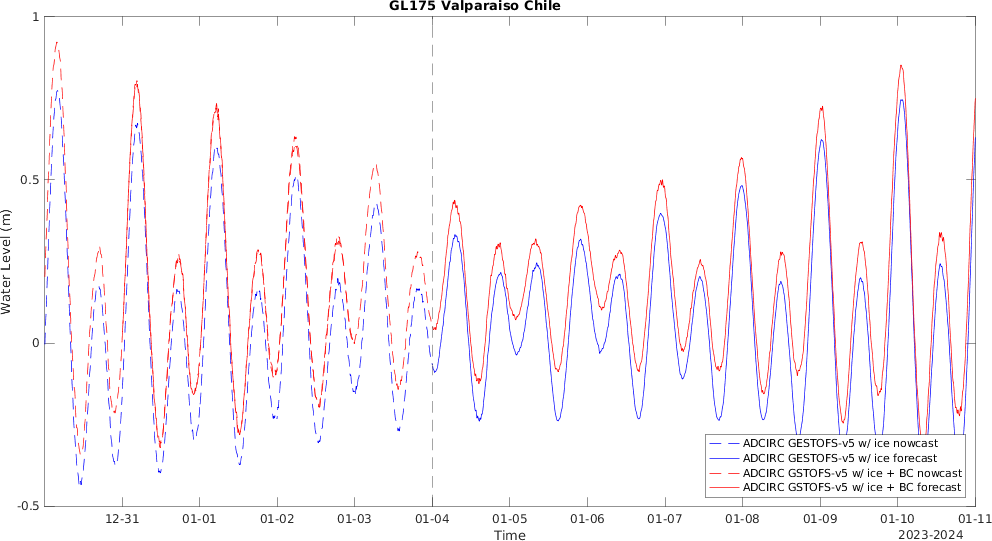 GL175 Valparaiso Chile
1
0.5
0
-0.5
Water Level (m)
12-31 01-01 01-02 01-03 01-04 01-05 01-06 01-07 01-08 01-09 01-10 01-11
Time
2023-2024
ADCIRC GESTOFS-v5 w/ ice nowcast
ADCIRC GESTOFS-v5 w/ ice forecast
ADCIRC GSTOFS-v5 w/ ice + BC nowcast
ADCIRC GSTOFS-v5 w/ ice + BC forecast